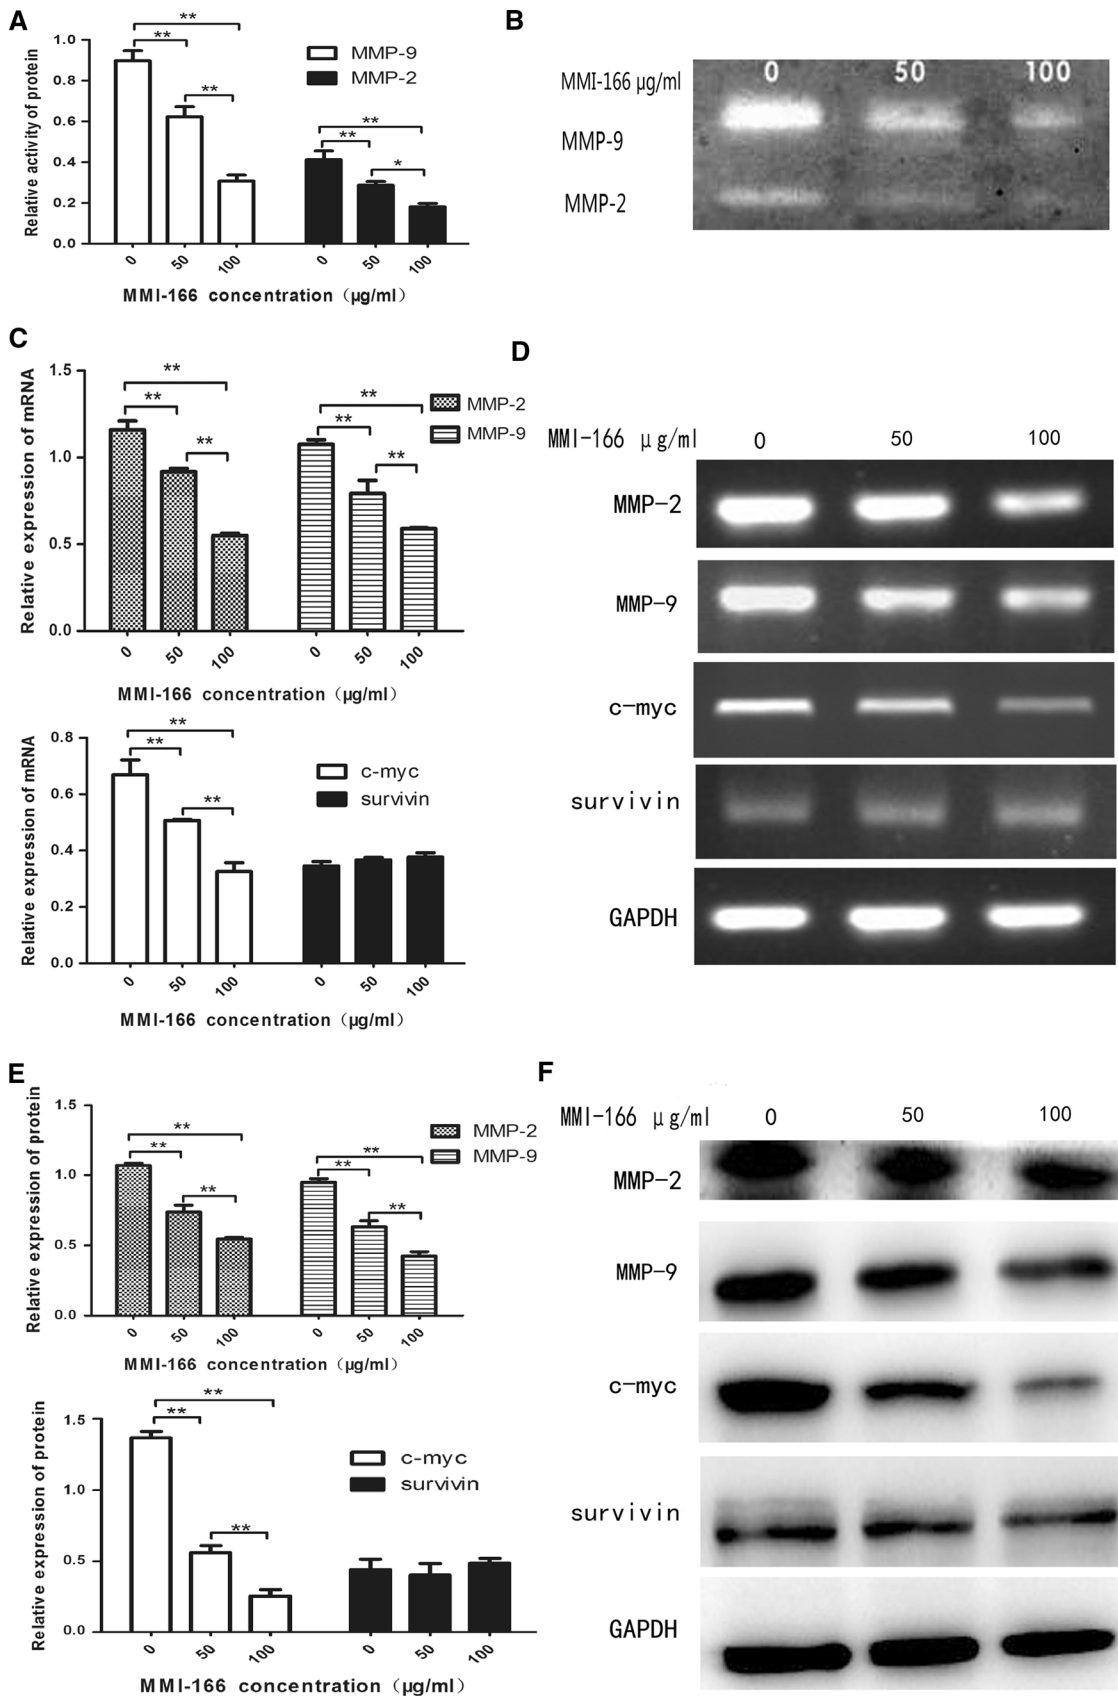 A
** 
**
1.0
MMP-9
MMP-2
0.8
**
0.6
**
**
0.4
*
0.2
0.0
Relative activity of protein
0 50 100 0 50 100
MMI-166 concentration (μg/ml)
B
MMI-166 μg/ml 0 50 100
MMP-9
MMP-2
C
1.5
**
MMP-2
**
**
MMP-9
**
**
**
1.0
0.5
0.0
Relative expression of mRNA
0 50 100 0 50 100
MMI-166 concentration (μg/ml)
0.8
**
**
c-myc
survivin
0.6
**
0.4
0.2
0.0
Relative expression of mRNA
0 50 100 0 50 100
MMI-166 concentration (μg/ml)
D
MMI-166 μg/ml 0 50 100
MMP-2
MMP-9
c-myc
survivin
GAPDH
E
1.5
**
MMP-2
**
**
MMP-9
**
1.0
**
**
0.5
0.0
Relative expression of protein
0 50 100 0 50 100
MMI-166 concentration (μg/ml)
**
1.5
**
c-myc
survivin
1.0
**
0.5
0.0
Relative expression of protein
0 50 100 0 50 100
MMI-166 concentration (μg/ml)
F
MMI-166 μg/ml 0 50 100
MMP-2
MMP-9
c-myc
survivin
GAPDH